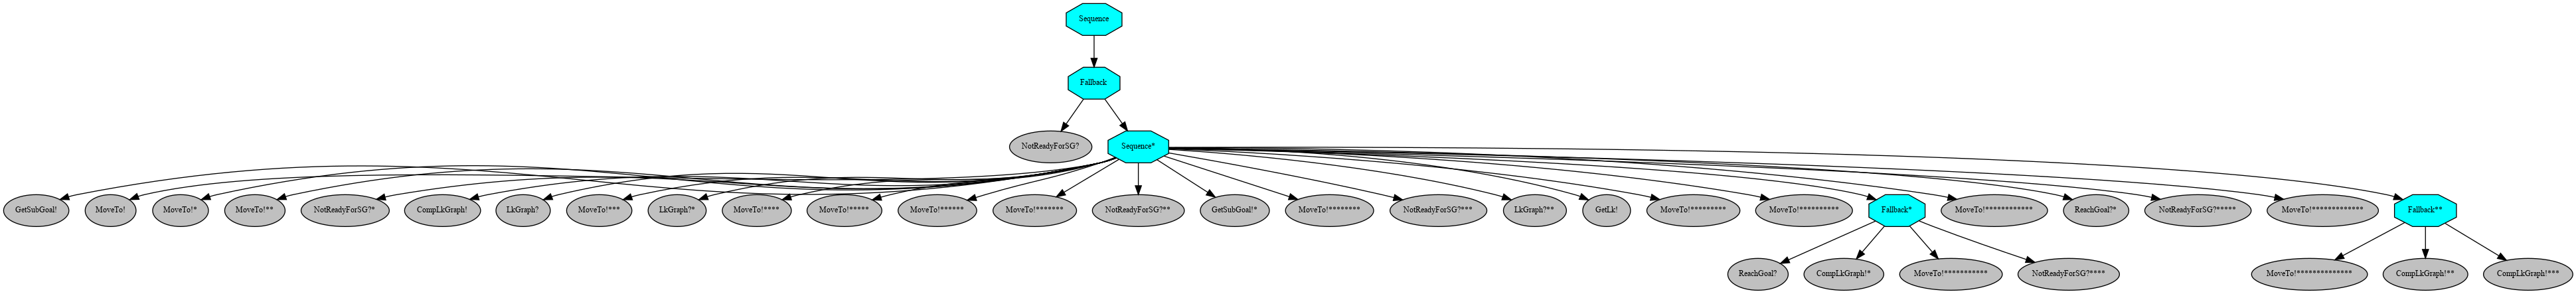 Sequence
Fallback
NotReadyForSG?
Sequence*
GetSubGoal!
MoveTo!
MoveTo!*
MoveTo!**
NotReadyForSG?*
CompLkGraph!
LkGraph?
MoveTo!***
LkGraph?*
MoveTo!****
MoveTo!*****
MoveTo!******
MoveTo!*******
NotReadyForSG?**
GetSubGoal!*
MoveTo!********
NotReadyForSG?***
LkGraph?**
GetLk!
MoveTo!*********
MoveTo!**********
Fallback*
MoveTo!************
ReachGoal?*
NotReadyForSG?*****
MoveTo!*************
Fallback**
ReachGoal?
CompLkGraph!*
MoveTo!***********
NotReadyForSG?****
MoveTo!**************
CompLkGraph!**
CompLkGraph!***